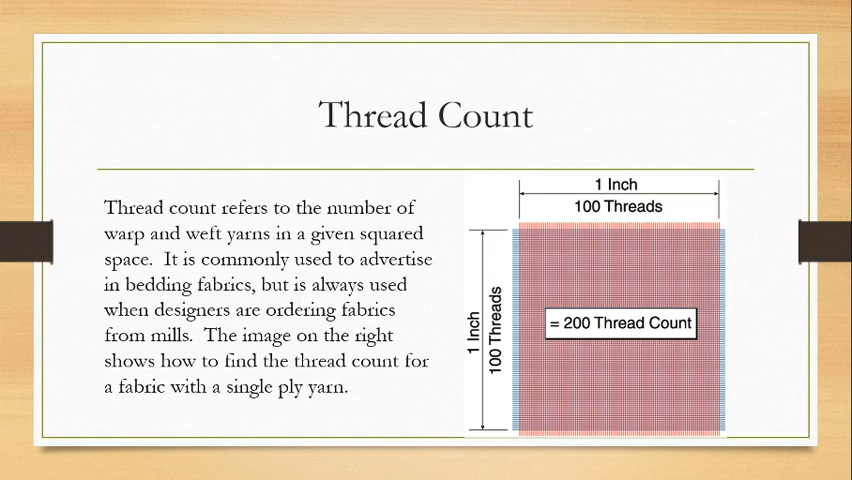 Thread Count
Thread count refers to the number of
warp and weft yarns in a given squared
space.  It is commonly used to advertise
in bedding fabrics, but is always used
when designers are ordering fabrics
from mills.  The image on the right
shows how to find the thread count for
a fabric with a single ply yarn.
1 Inch
100 Threads
1 Inch
100 Threads
= 200 Thread Count